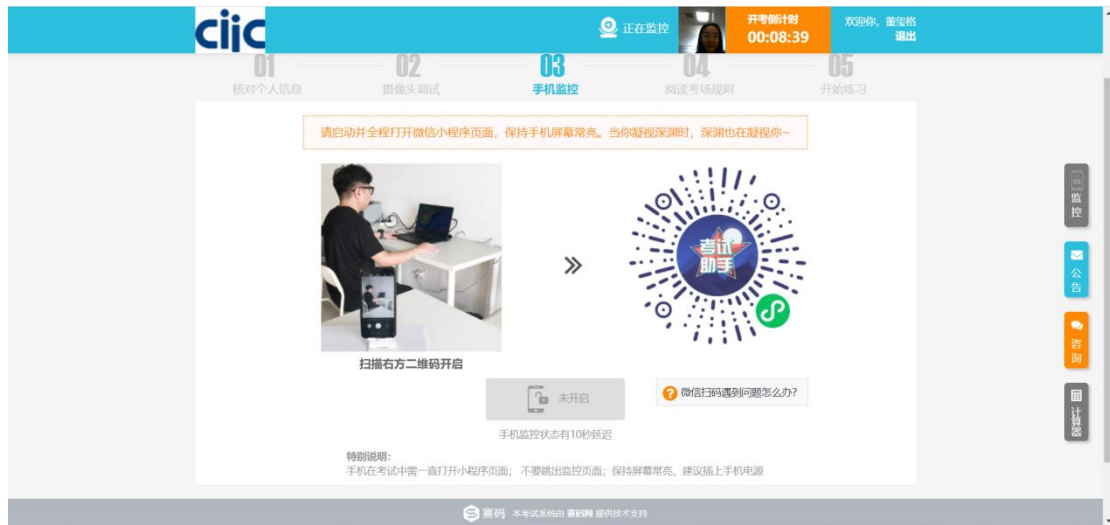 ciic
正在监控
开考倒计时
00:08:39
欢迎你，董玺格
退出
01
核对个人信息
02
摄像头调试
03
手机监控
04
阅读考场规则
05
开始练习
请启动并全程打开微信小程序页面，保持手机屏幕常亮。当你凝视深渊时，深渊也在凝视你~
考试
助手
扫描右方二维码开启
未开启
微信扫码遇到问题怎么办?
手机监控状态有10秒延迟
特别说明：
手机在考试中需一直打开小程序页面； 不要跳出监控页面；保持屏幕常亮，建议插上手机电源
监控
公告
咨询
计算器
赛码 本考试系统由 赛码网 提供技术支持